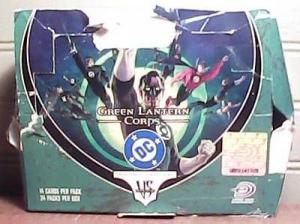 Green Lantern
Corps
DC
VS
14 CARDS PER PACK
24 PACKS PER BOX